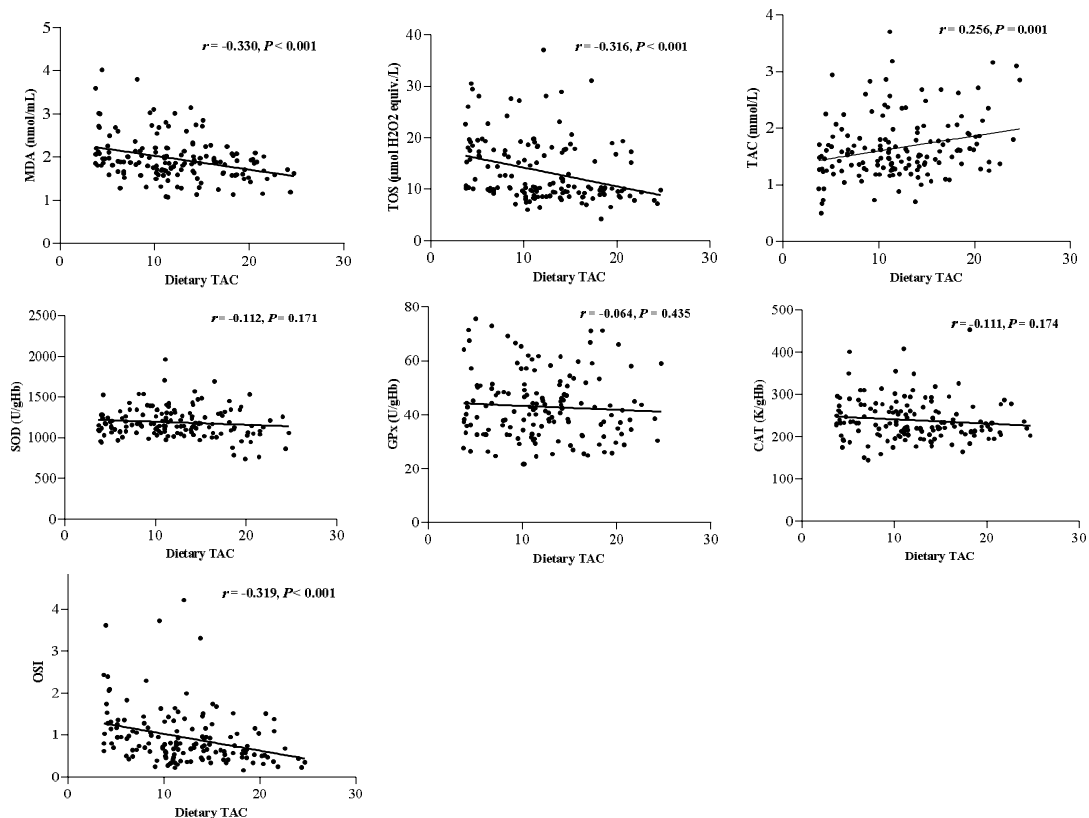 5
4
3
2
1
0
MDA (nmol/mL)
r = -0.330, P < 0.001
0 10 20 30
Dietary TAC
40
30
20
10
0
TOS (μmol H2O2 equiv./L)
r = -0.316, P < 0.001
0 10 20 30
Dietary TAC
4
3
2
1
0
TAC (mmol/L)
r = 0.256, P = 0.001
0 10 20 30
Dietary TAC
2500
2000
1500
1000
500
0
SOD (U/gHb)
r = -0.112, P = 0.171
0 10 20 30
Dietary TAC
80
60
40
20
0
GPx (U/gHb)
r = -0.064, P = 0.435
0 10 20 30
Dietary TAC
500
400
300
200
100
0
CAT (K/gHb)
r = -0.111, P = 0.174
0 10 20 30
Dietary TAC
4
3
2
1
0
OSI
r = -0.319, P < 0.001
0 10 20 30
Dietary TAC